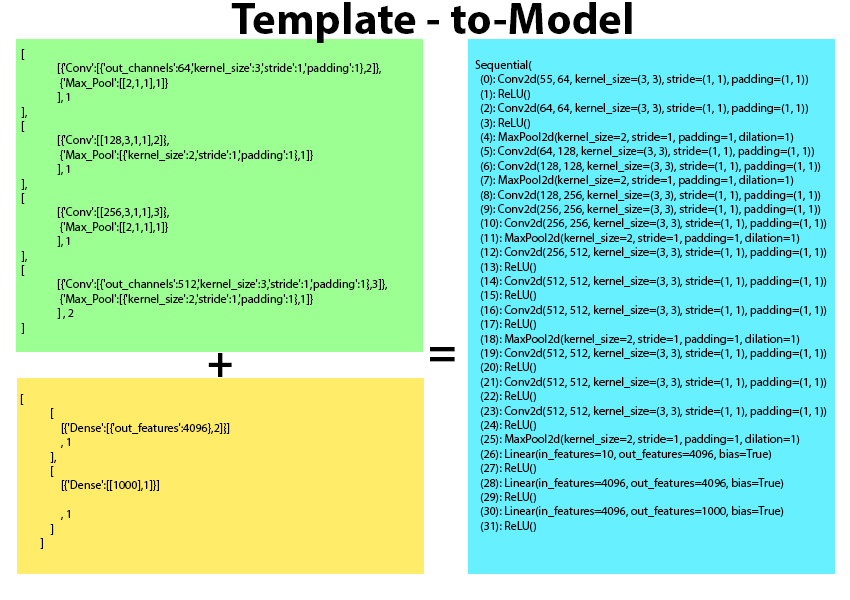 Template - to-Model
[
[{'Conv':[{'out_channels':64,'kernel_size':3,'stride':1,'padding':1},2]},
{'Max_Pool':[[2,1,1],1]}
], 1
],
[
[{'Conv':[[128,3,1,1],2]},
{'Max_Pool':[{'kernel_size':2,'stride':1,'padding':1},1]}
], 1
],
[
[{'Conv':[[256,3,1,1],3]},
{'Max_Pool':[[2,1,1],1]}
], 1
],
[
[{'Conv':[{'out_channels':512,'kernel_size':3,'stride':1,'padding':1},3]},
{'Max_Pool':[{'kernel_size':2,'stride':1,'padding':1},1]}
] , 2
]
+
[
[
[{'Dense':[{'out_features':4096},2]}]
, 1
],
[
[{'Dense':[[1000],1]}]
, 1
]
]
=
Sequential(
(0): Conv2d(55, 64, kernel_size=(3, 3), stride=(1, 1), padding=(1, 1))
(1): ReLU()
(2): Conv2d(64, 64, kernel_size=(3, 3), stride=(1, 1), padding=(1, 1))
(3): ReLU()
(4): MaxPool2d(kernel_size=2, stride=1, padding=1, dilation=1)
(5): Conv2d(64, 128, kernel_size=(3, 3), stride=(1, 1), padding=(1, 1))
(6): Conv2d(128, 128, kernel_size=(3, 3), stride=(1, 1), padding=(1, 1))
(7): MaxPool2d(kernel_size=2, stride=1, padding=1, dilation=1)
(8): Conv2d(128, 256, kernel_size=(3, 3), stride=(1, 1), padding=(1, 1))
(9): Conv2d(256, 256, kernel_size=(3, 3), stride=(1, 1), padding=(1, 1))
(10): Conv2d(256, 256, kernel_size=(3, 3), stride=(1, 1), padding=(1, 1))
(11): MaxPool2d(kernel_size=2, stride=1, padding=1, dilation=1)
(12): Conv2d(256, 512, kernel_size=(3, 3), stride=(1, 1), padding=(1, 1))
(13): ReLU()
(14): Conv2d(512, 512, kernel_size=(3, 3), stride=(1, 1), padding=(1, 1))
(15): ReLU()
(16): Conv2d(512, 512, kernel_size=(3, 3), stride=(1, 1), padding=(1, 1))
(17): ReLU()
(18): MaxPool2d(kernel_size=2, stride=1, padding=1, dilation=1)
(19): Conv2d(512, 512, kernel_size=(3, 3), stride=(1, 1), padding=(1, 1))
(20): ReLU()
(21): Conv2d(512, 512, kernel_size=(3, 3), stride=(1, 1), padding=(1, 1))
(22): ReLU()
(23): Conv2d(512, 512, kernel_size=(3, 3), stride=(1, 1), padding=(1, 1))
(24): ReLU()
(25): MaxPool2d(kernel_size=2, stride=1, padding=1, dilation=1)
(26): Linear(in_features=10, out_features=4096, bias=True)
(27): ReLU()
(28): Linear(in_features=4096, out_features=4096, bias=True)
(29): ReLU()
(30): Linear(in_features=4096, out_features=1000, bias=True)
(31): ReLU()